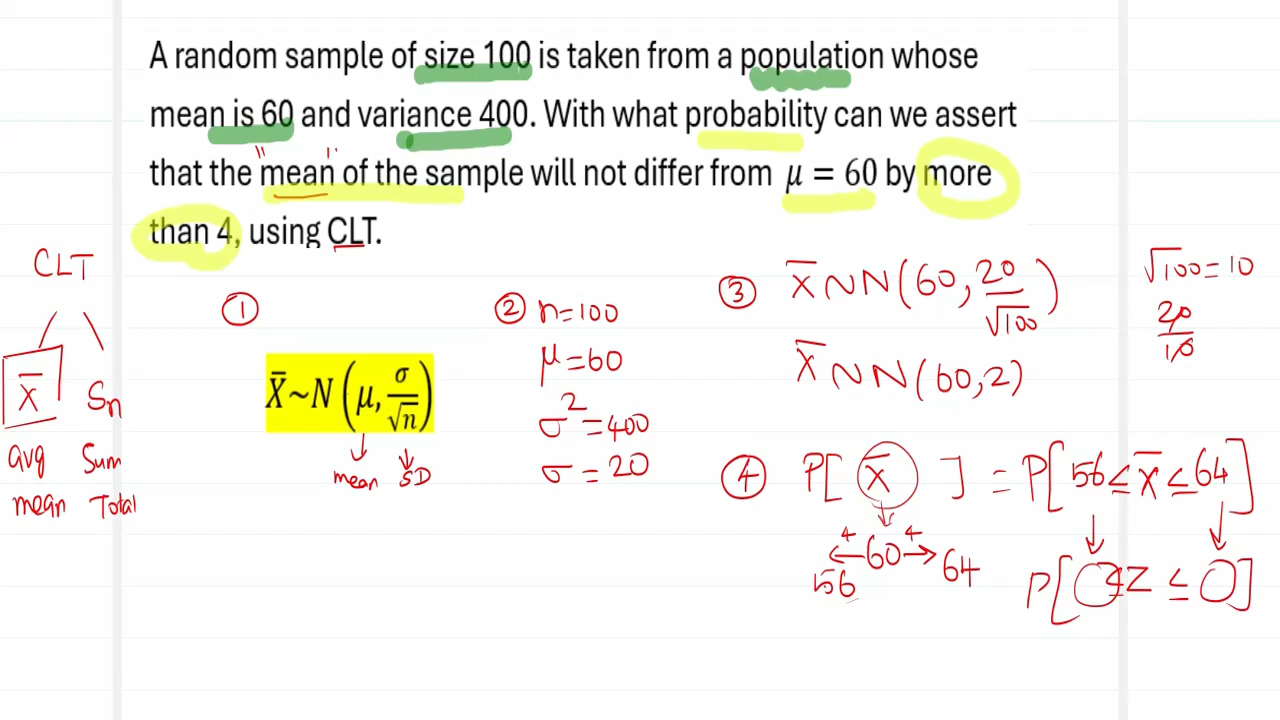 A random sample of size 100 is taken from a population whose
mean is 60 and variance 400. With what probability can we assert
that the "mean" of the sample will not differ from μ = 60 by more
than 4, using CLT.
CLT
X̄ Sn
avg Sum
mean Total
①
X̄~N(μ, σ/√n)
mean SD
② n=100
μ=60
σ²=400
σ=20
③ X̄~N(60, 20/√100)
X̄~N(60,2)
√100=10
20/10
④ P[ X̄ ] = P[56≤X̄≤64]
4 4
←60→
56 64
P[○≤Z≤○]